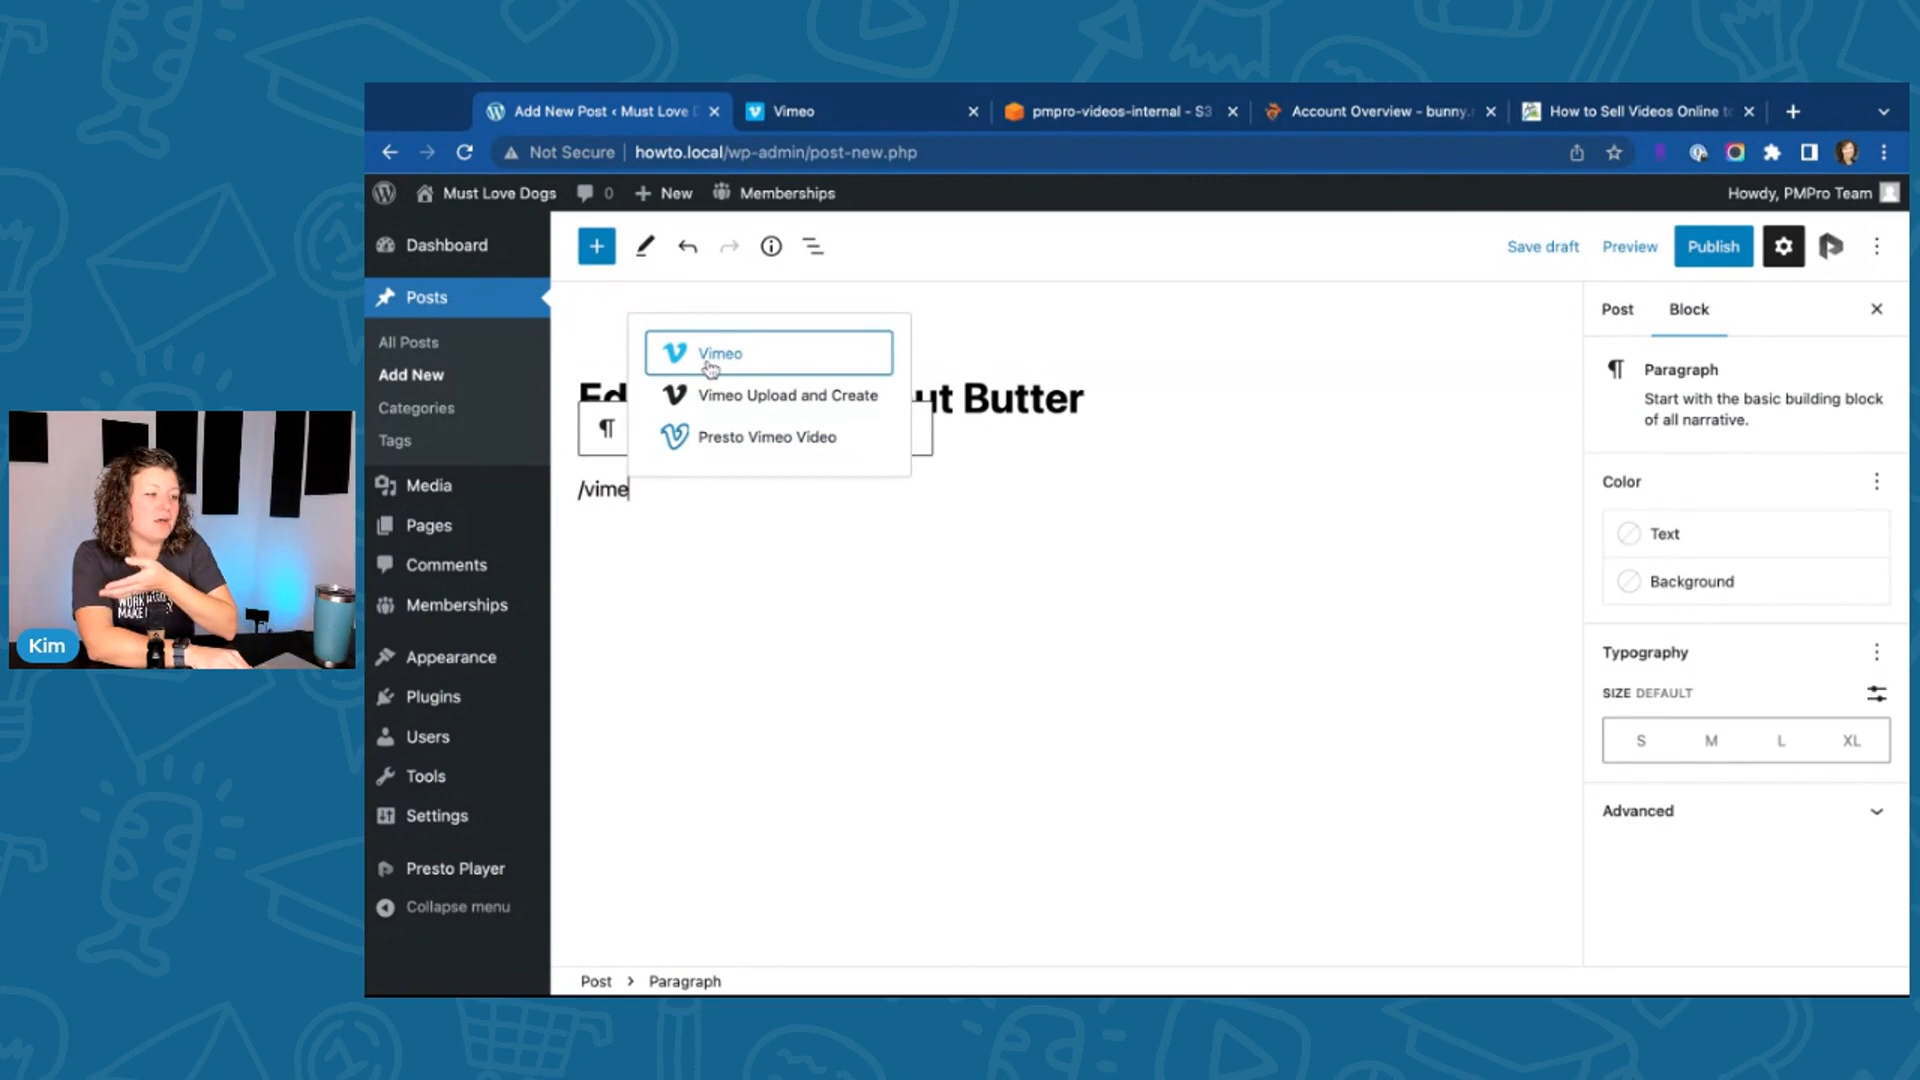 Add New Post ‹ Must Love D
Vimeo
pmpro-videos-internal - S3
Account Overview - bunny.
How to Sell Videos Online to
Not Secure
howto.local/wp-admin/post-new.php
Must Love Dogs
0
New
Memberships
Howdy, PMPro Team
Dashboard
Posts
All Posts
Add New
Categories
Tags
Media
Pages
Comments
Memberships
Appearance
Plugins
Users
Tools
Settings
Presto Player
Collapse menu
Save draft
Preview
Publish
Vimeo
Vimeo Upload and Create
Presto Vimeo Video
Butter
/vime
Post
Block
Paragraph
Start with the basic building block
of all narrative.
Color
Text
Background
Typography
SIZE DEFAULT
S
M
L
XL
Advanced
Post
Paragraph
WORK
MAKE
Kim